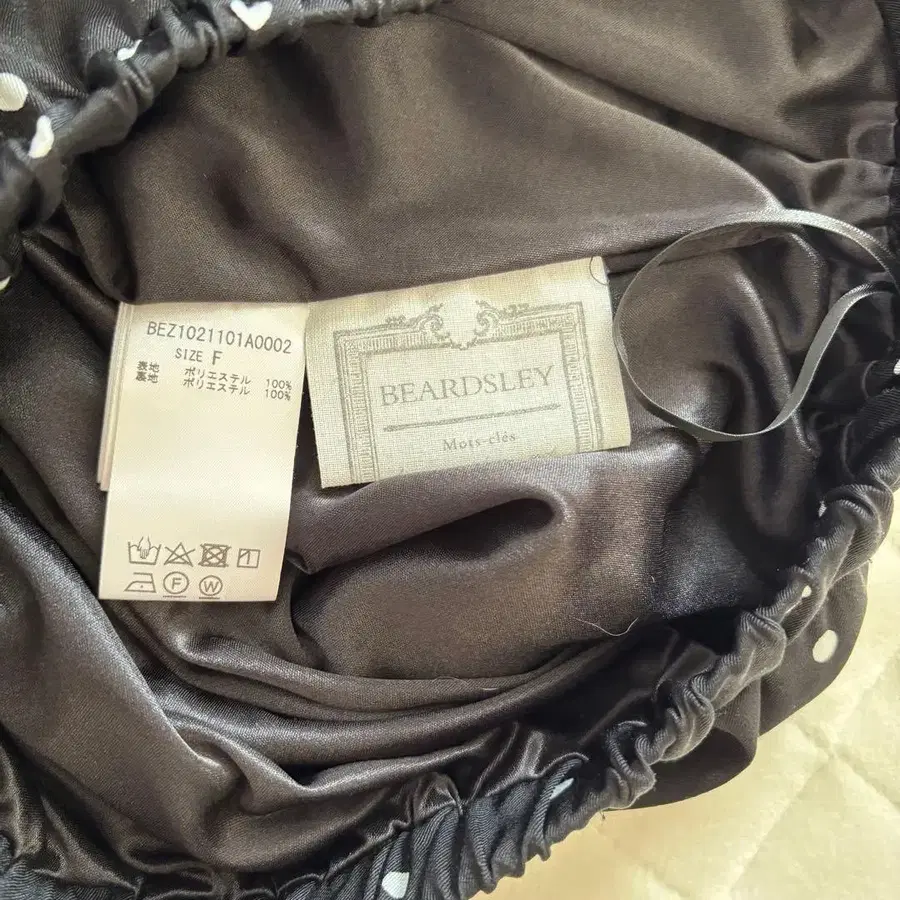 BEZ1021101A0002
SIZE F
表地 ポリエステル 100%
裏地 ポリエステル 100%
1
F
W
BEARDSLEY
Mots-clés